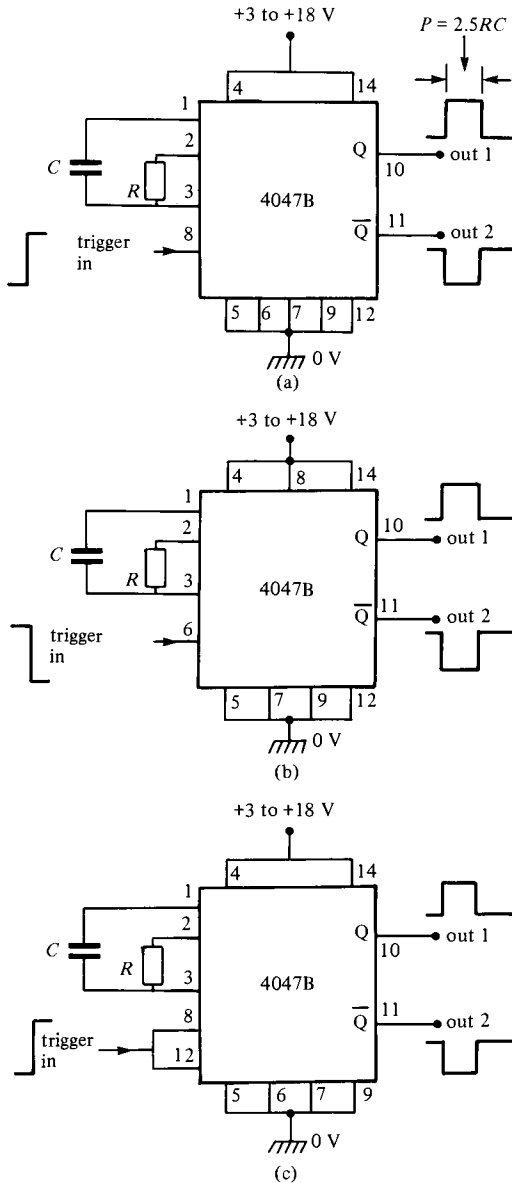 +3 to +18 V
P = 2.5RC
4 14
1
2
Q
C
R
10 out 1
3
4047B
trigger
in
8
Q̅ 11 out 2
5 6 7 9 12
0 V
(a)
+3 to +18 V
4 8 14
1
2
Q 10 out 1
C
R
3
4047B
Q̅ 11 out 2
trigger
in
6
5 7 9 12
0 V
(b)
+3 to +18 V
4 14
1
2
Q
C
R
10 out 1
3
4047B
8
Q̅ 11 out 2
trigger
in
12
5 6 7 9
0 V
(c)